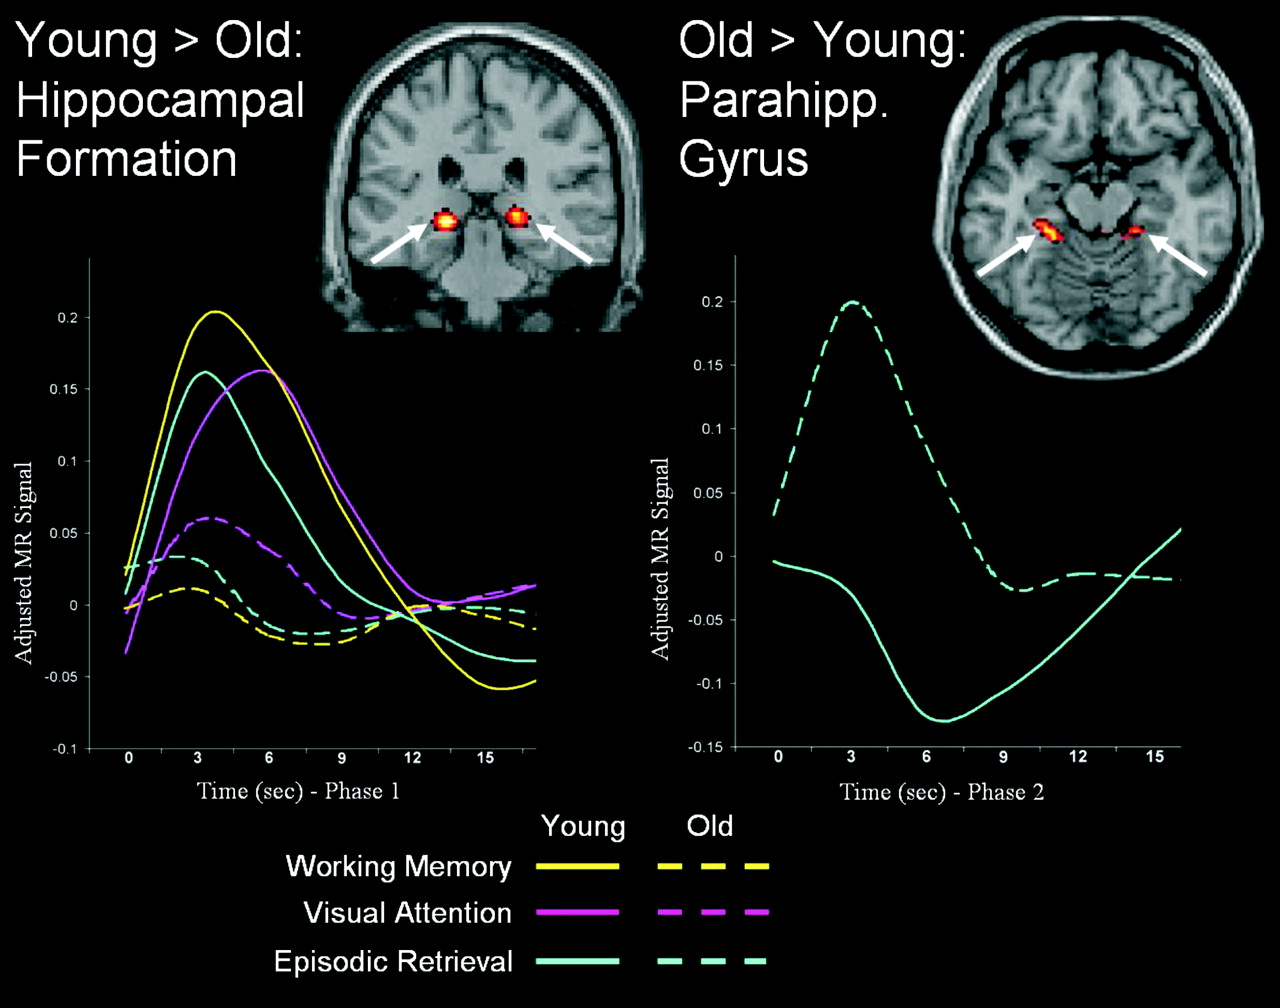 Young > Old:
Hippocampal
Formation
Old > Young:
Parahipp.
Gyrus
Adjusted MR Signal
0.2
0.15
0.1
0.05
0
-0.05
-0.1
0 3 6 9 12 15
Time (sec) - Phase 1
Adjusted MR Signal
0.2
0.15
0.1
0.05
0
-0.05
-0.1
-0.15
0 3 6 9 12 15
Time (sec) - Phase 2
Young Old
Working Memory
Visual Attention
Episodic Retrieval